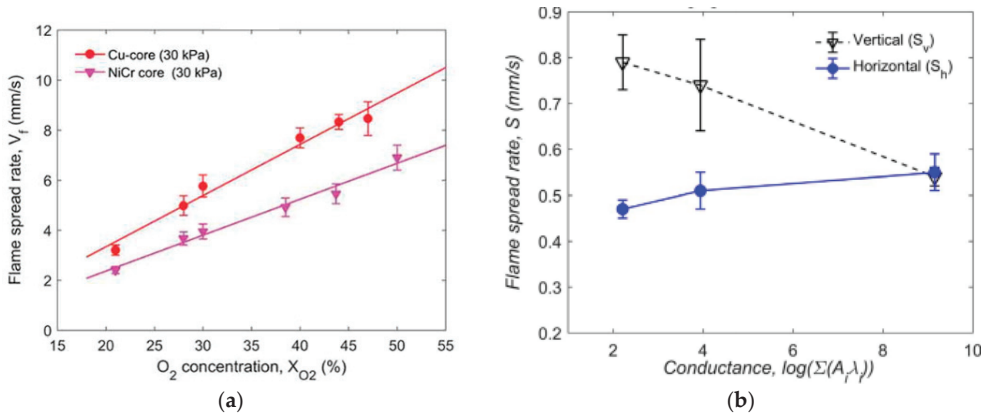 Flame spread rate, V_f (mm/s)
12
10
8
6
4
2
0
Cu-core (30 kPa)
NiCr core (30 kPa)
15 20 25 30 35 40 45 50 55
O_2 concentration, X_O2 (%)
(a)
Flame spread rate, S (mm/s)
0.9
0.8
0.7
0.6
0.5
0.4
0.3
0.2
Vertical (S_v)
Horizontal (S_h)
2 4 6 8 10
Conductance, log(Σ(A_iλ_i))
(b)